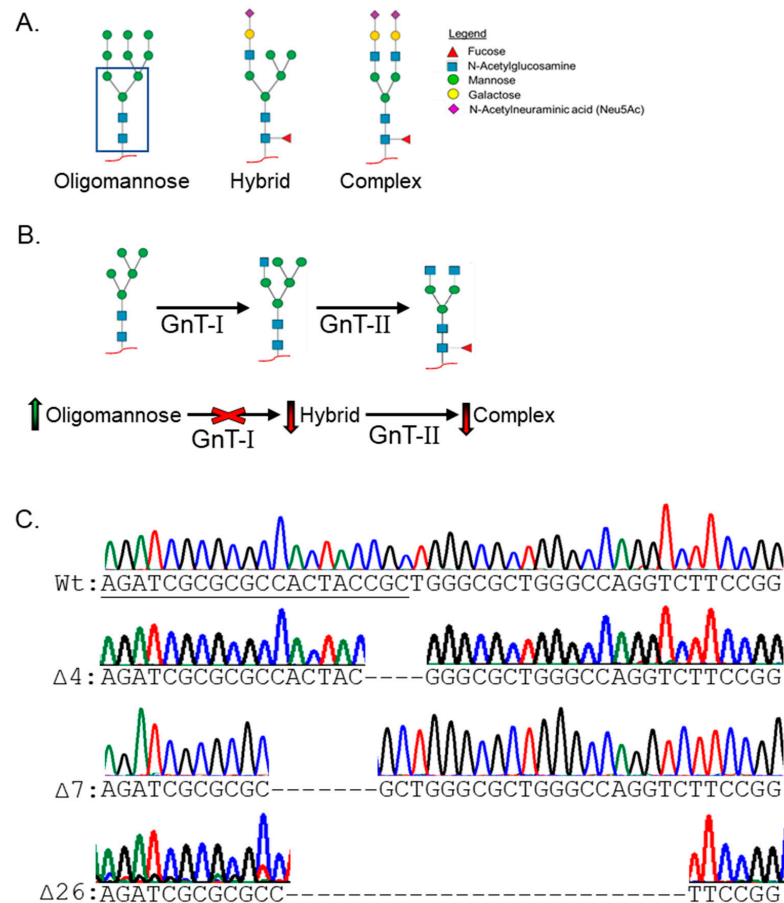 A.
Legend
Fucose
N-Acetylglucosamine
Mannose
Galactose
N-Acetylneuraminic acid (Neu5Ac)
Oligomannose Hybrid Complex
B.
GnT-I GnT-II
Oligomannose Hybrid Complex
GnT-I GnT-II
C.
Wt:AGATCGCGCGCCACTACCGCTGGGCGCTGGGCCAGGTCTTCCGG
Δ4:AGATCGCGCGCCACTAC----GGGCGCTGGGCCAGGTCTTCCGG
Δ7:AGATCGCGCGC-------GCTGGGCGCTGGGCCAGGTCTTCCGG
Δ26:AGATCGCGCGCC--------------------------TTCCGG